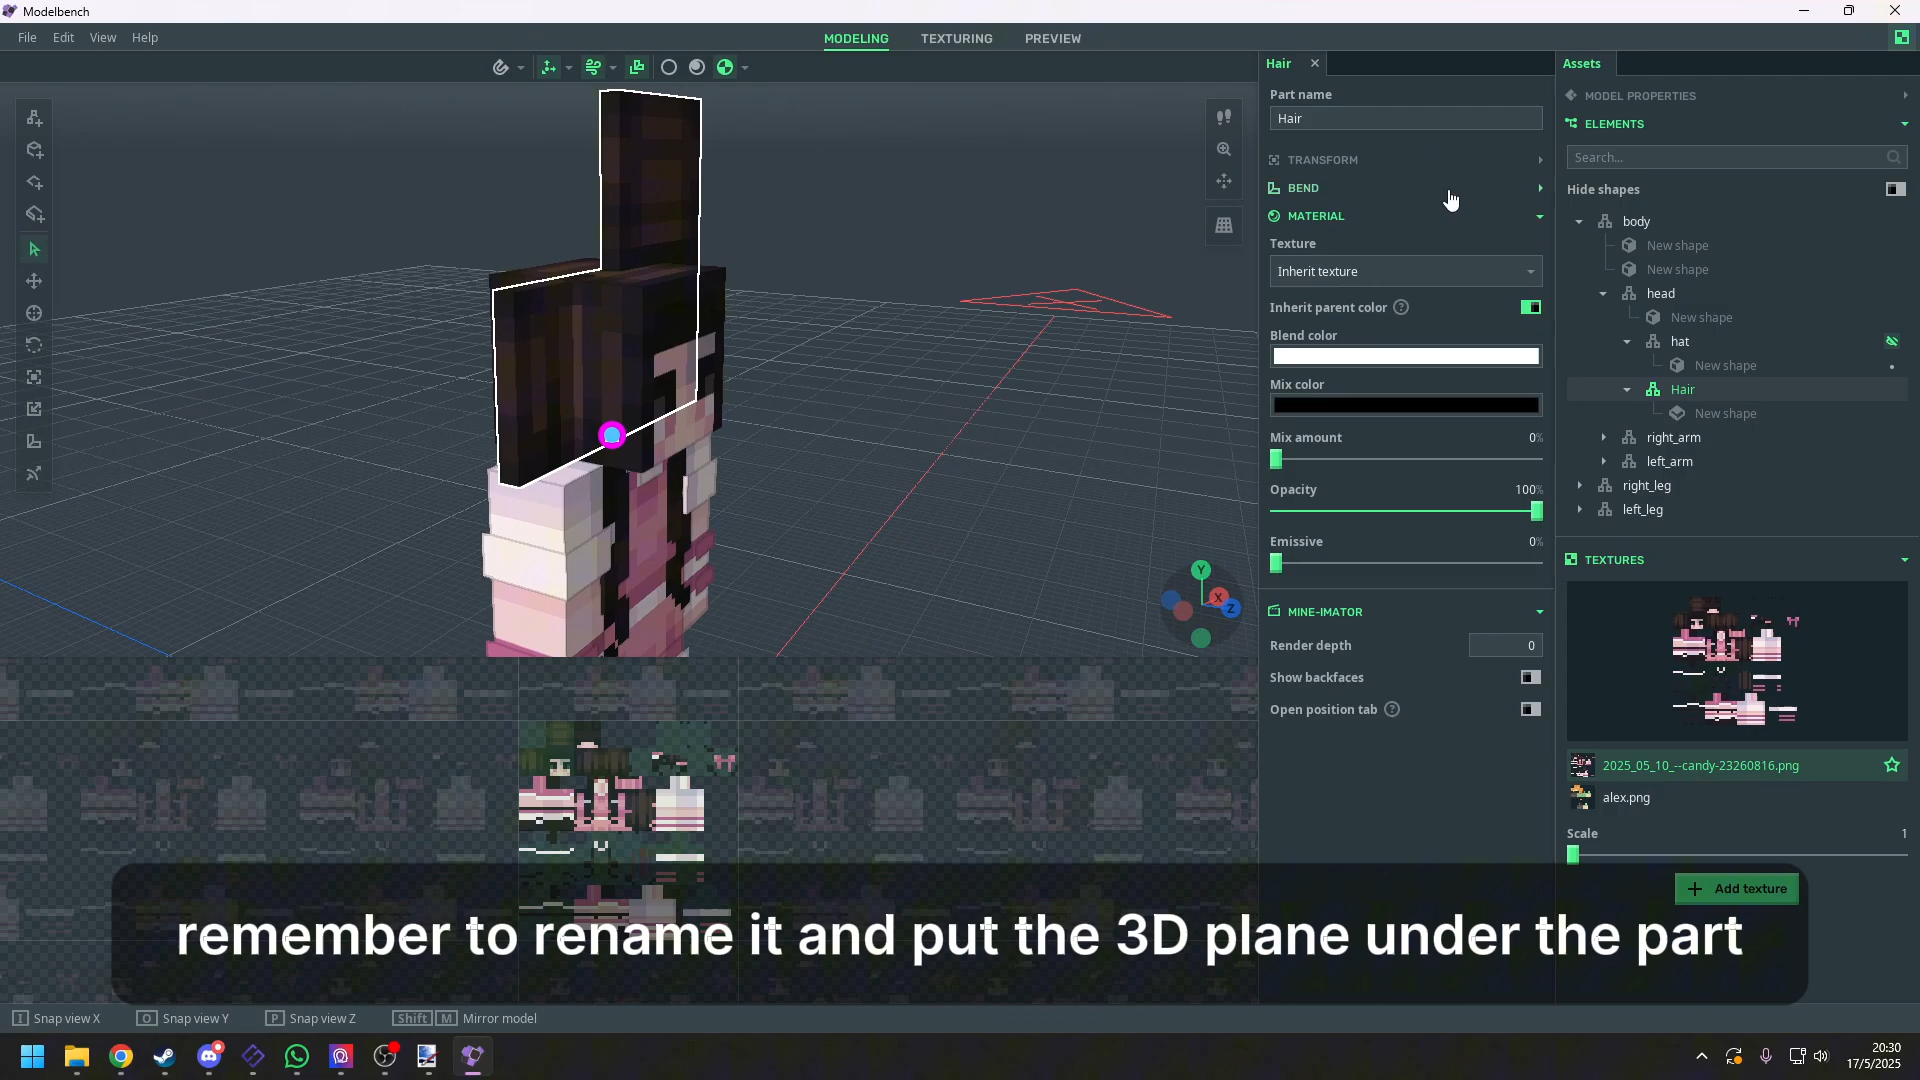 Modelbench
File Edit View Help
MODELING TEXTURING PREVIEW
Hair
Part name
Hair
TRANSFORM
BEND
MATERIAL
Texture
Inherit texture
Inherit parent color
Blend color
Mix color
Mix amount 0%
Opacity 100%
Emissive 0%
MINE-IMATOR
Render depth 0
Show backfaces
Open position tab
Assets
MODEL PROPERTIES
ELEMENTS
Search...
Hide shapes
body
New shape
New shape
head
New shape
hat
New shape
Hair
New shape
right_arm
left_arm
right_leg
left_leg
TEXTURES
2025_05_10_--candy-23260816.png
alex.png
Scale 1
Add texture
Y
X
Z
remember to rename it and put the 3D plane under the part
I Snap view X O Snap view Y P Snap view Z Shift M Mirror model
20:30
17/5/2025